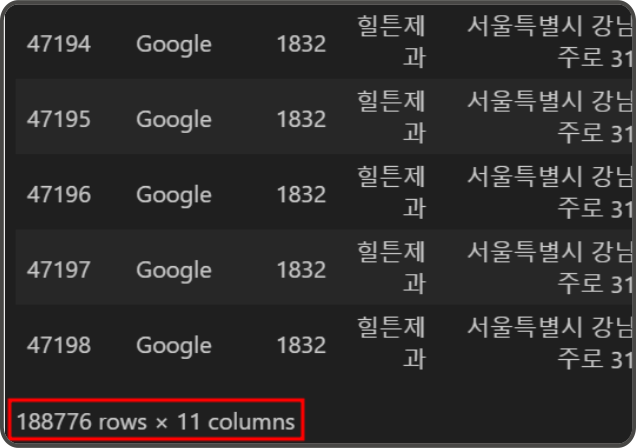 47194 Google 1832 힐튼제과 서울특별시 강남
주로 31
47195 Google 1832 힐튼제과 서울특별시 강남
주로 31
47196 Google 1832 힐튼제과 서울특별시 강남
주로 31
47197 Google 1832 힐튼제과 서울특별시 강남
주로 31
47198 Google 1832 힐튼제과 서울특별시 강남
주로 31
188776 rows × 11 columns